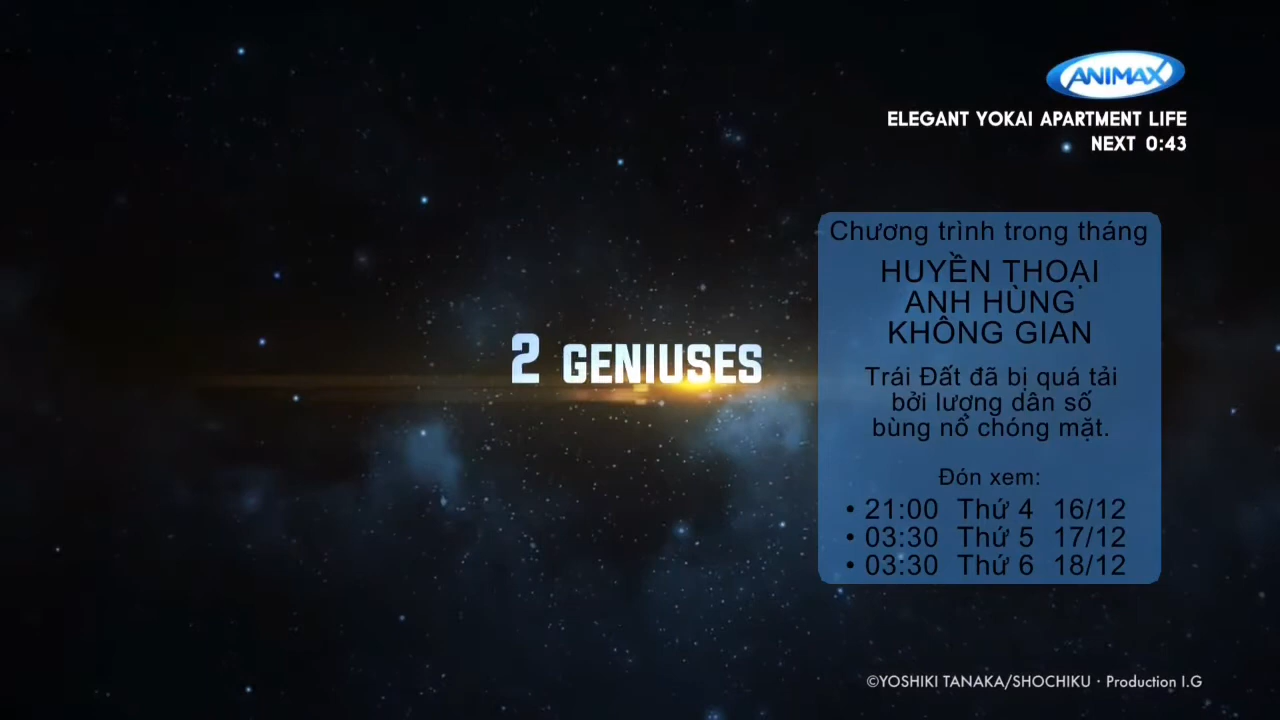 ANIMAX
ELEGANT YOKAI APARTMENT LIFE
NEXT 0:43
2 GENIUSES
Chương trình trong tháng
HUYỀN THOẠI
ANH HÙNG
KHÔNG GIAN
Trái Đất đã bị quá tải
bởi lượng dân số
bùng nổ chóng mặt.
Đón xem:
• 21:00 Thứ 4 16/12
• 03:30 Thứ 5 17/12
• 03:30 Thứ 6 18/12
©YOSHIKI TANAKA/SHOCHIKU · Production I.G